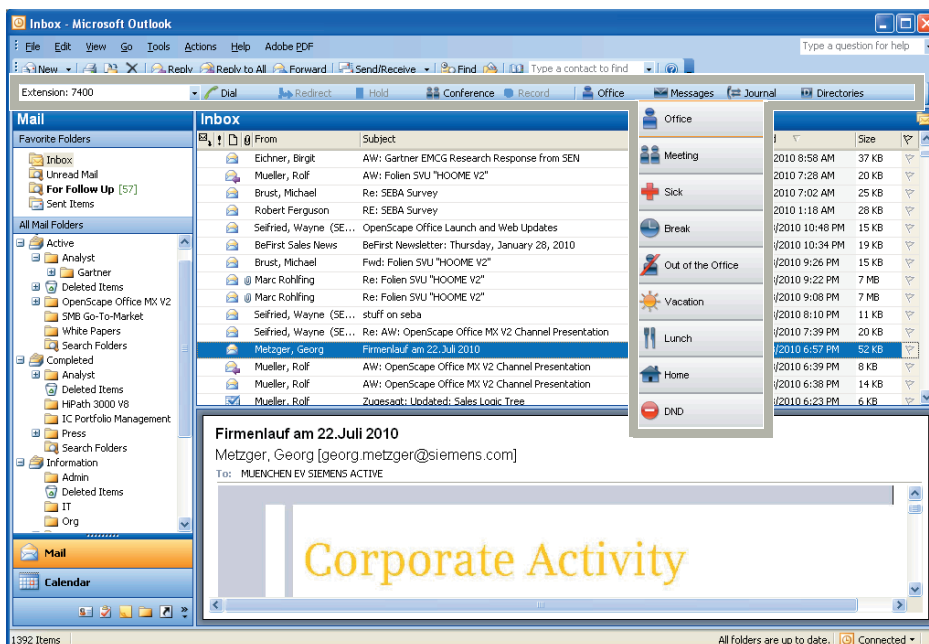 Inbox - Microsoft Outlook
File Edit View Go Tools Actions Help Adobe PDF Type a question for help
New Reply Reply to All Forward Send/Receive Find Type a contact to find
Extension: 7400 Dial Redirect Hold Conference Record Office Messages Journal Directories
Mail
Favorite Folders
Inbox
Unread Mail
For Follow Up [57]
Sent Items
All Mail Folders
Active
Analyst
Gartner
Deleted Items
OpenScape Office MX V2
SMB Go-To-Market
White Papers
Search Folders
Completed
Analyst
Deleted Items
HiPath 3000 V8
IC Portfolio Management
Press
Search Folders
Information
Admin
Deleted Items
IT
Org
Mail
Calendar
Inbox
From Subject Size
Eichner, Birgit AW: Gartner EMCG Research Response from SEN 2010 8:58 AM 37 KB
Mueller, Rolf AW: Folien SVU "HOOME V2" 2010 7:28 AM 20 KB
Brust, Michael Re: SEBA Survey 2010 7:02 AM 25 KB
Robert Ferguson RE: SEBA Survey 2010 1:18 AM 28 KB
Seifried, Wayne (SE... OpenScape Office Launch and Web Updates /2010 10:48 PM 15 KB
BeFirst Sales News BeFirst Newsletter: Thursday, January 28, 2010 /2010 10:34 PM 19 KB
Brust, Michael Fwd: Folien SVU "HOOME V2" /2010 9:26 PM 15 KB
Marc Rohlfing Re: Folien SVU "HOOME V2" /2010 9:22 PM 7 MB
Marc Rohlfing Re: Folien SVU "HOOME V2" /2010 9:08 PM 7 MB
Seifried, Wayne (SE... stuff on seba /2010 8:10 PM 11 KB
Seifried, Wayne (SE... Re: AW: OpenScape Office MX V2 Channel Presentation /2010 7:39 PM 20 KB
Metzger, Georg Firmenlauf am 22.Juli 2010 /2010 6:57 PM 52 KB
Mueller, Rolf AW: OpenScape Office MX V2 Channel Presentation /2010 6:39 PM 8 KB
Mueller, Rolf AW: OpenScape Office MX V2 Channel Presentation /2010 6:38 PM 14 KB
Mueller, Rolf Zugesagt: Updated: Sales Logic Tree /2010 6:23 PM 6 KB
Office
Meeting
Sick
Break
Out of the Office
Vacation
Lunch
Home
DND
Firmenlauf am 22.Juli 2010
Metzger, Georg [georg.metzger@siemens.com]
To: MUENCHEN EV SIEMENS ACTIVE
Corporate Activity
1392 Items All folders are up to date. Connected